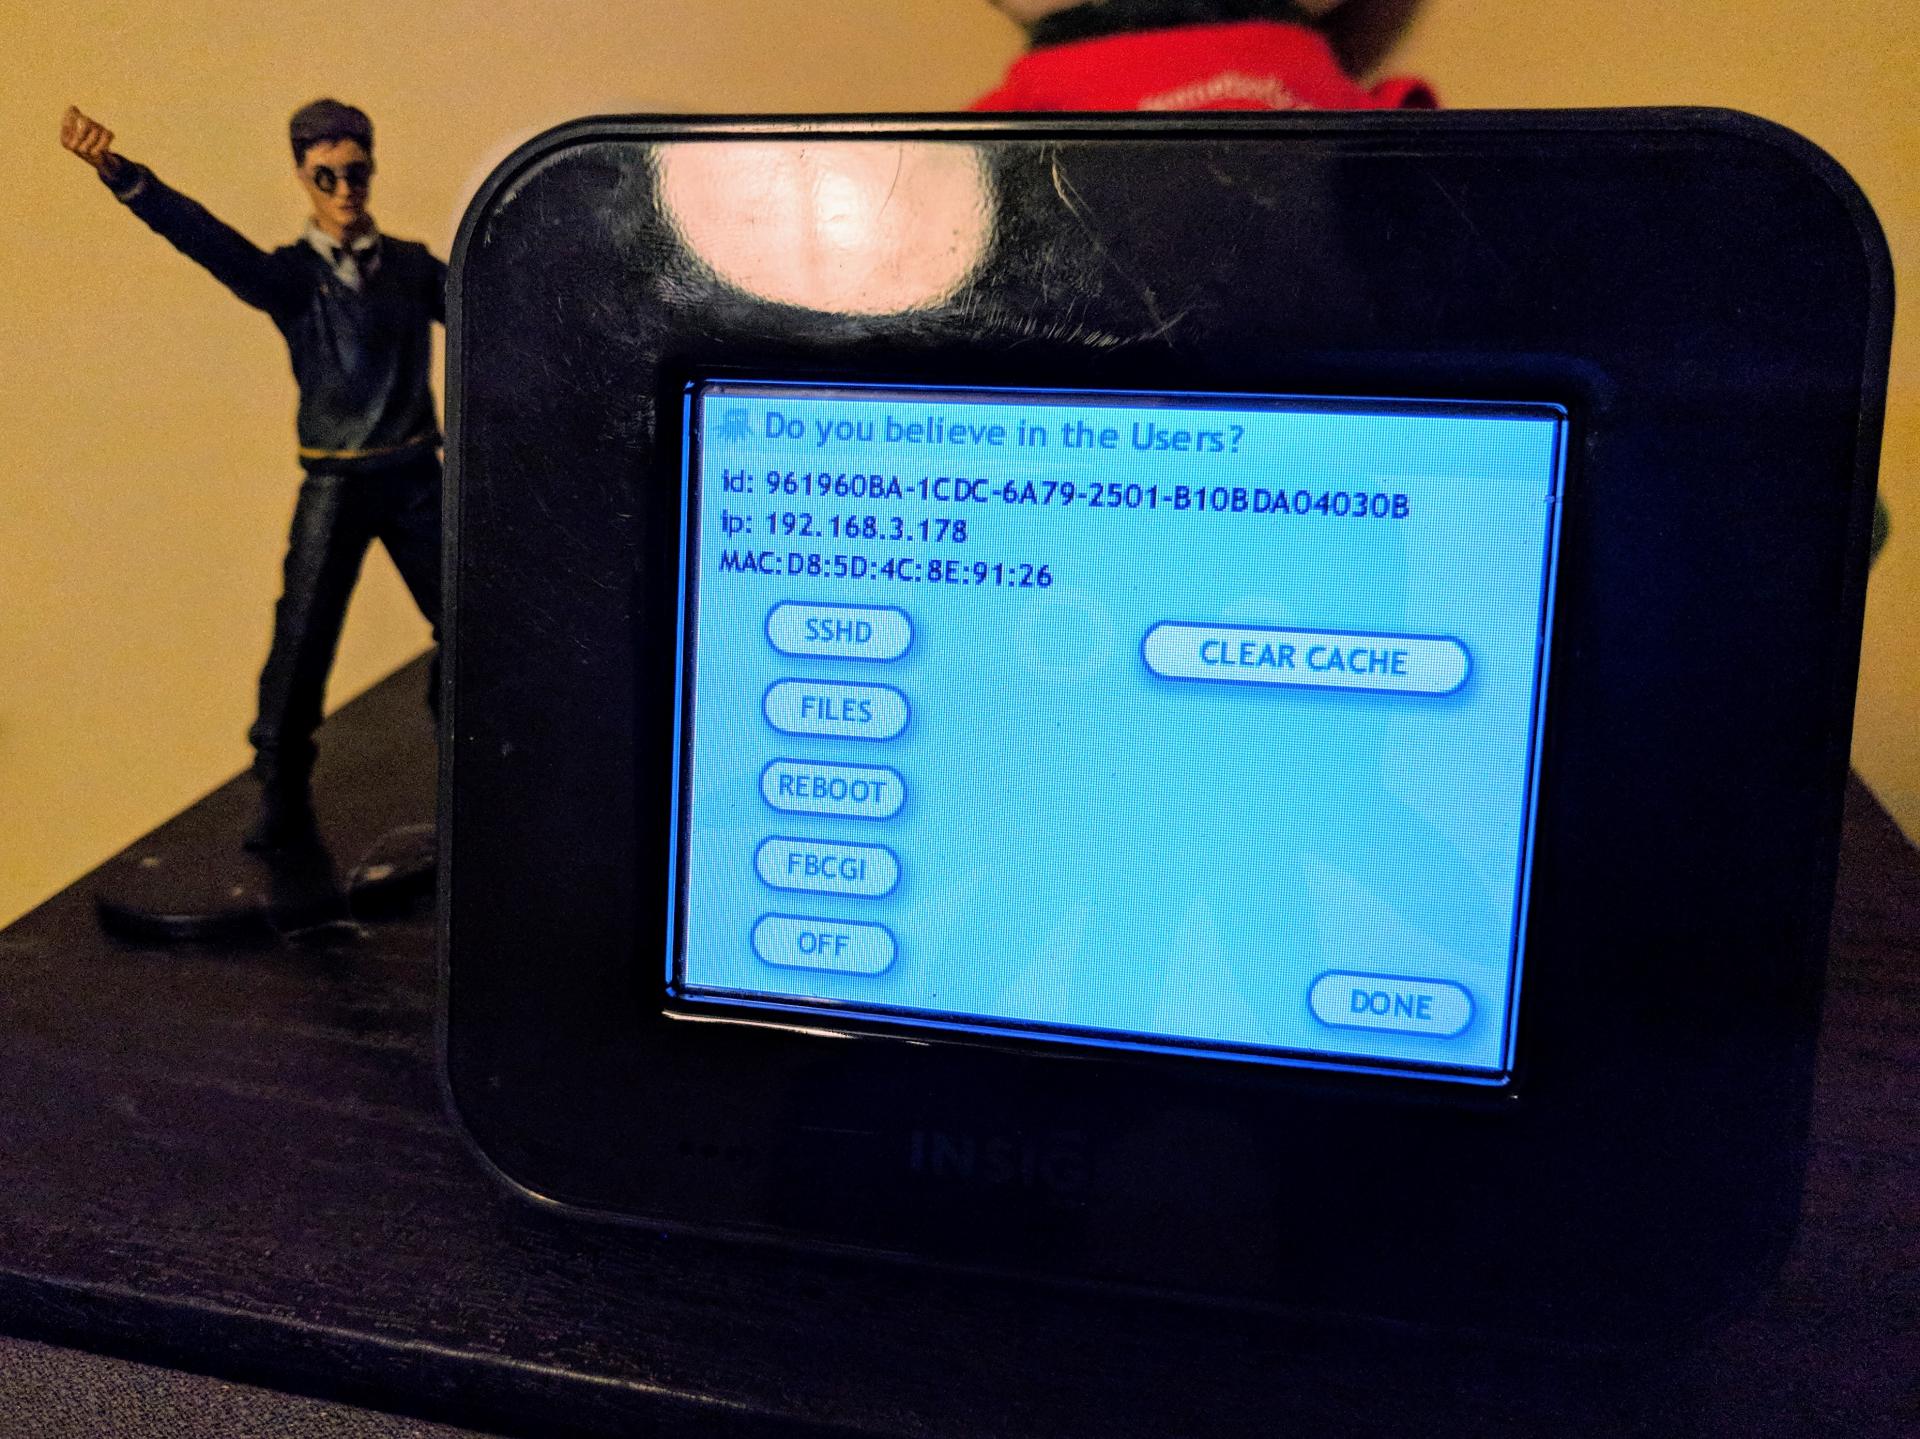 Do you believe in the Users?
id: 961960BA-1CDC-6A79-2501-B10BDA04030B
ip: 192.168.3.178
MAC:D8:5D:4C:8E:91:26
SSHD
CLEAR CACHE
FILES
REBOOT
FBCGI
OFF
DONE
INSIG